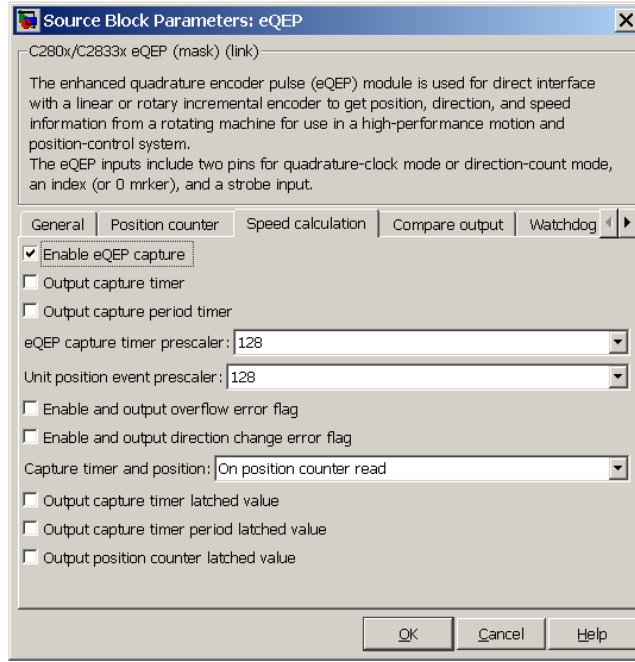 Source Block Parameters: eQEP
C280x/C2833x eQEP (mask) (link)
The enhanced quadrature encoder pulse (eQEP) module is used for direct interface
with a linear or rotary incremental encoder to get position, direction, and speed
information from a rotating machine for use in a high-performance motion and
position-control system.
The eQEP inputs include two pins for quadrature-clock mode or direction-count mode,
an index (or 0 mrker), and a strobe input.
General Position counter Speed calculation Compare output Watchdog
Enable eQEP capture
Output capture timer
Output capture period timer
eQEP capture timer prescaler: 128
Unit position event prescaler: 128
Enable and output overflow error flag
Enable and output direction change error flag
Capture timer and position: On position counter read
Output capture timer latched value
Output capture timer period latched value
Output position counter latched value
OK Cancel Help